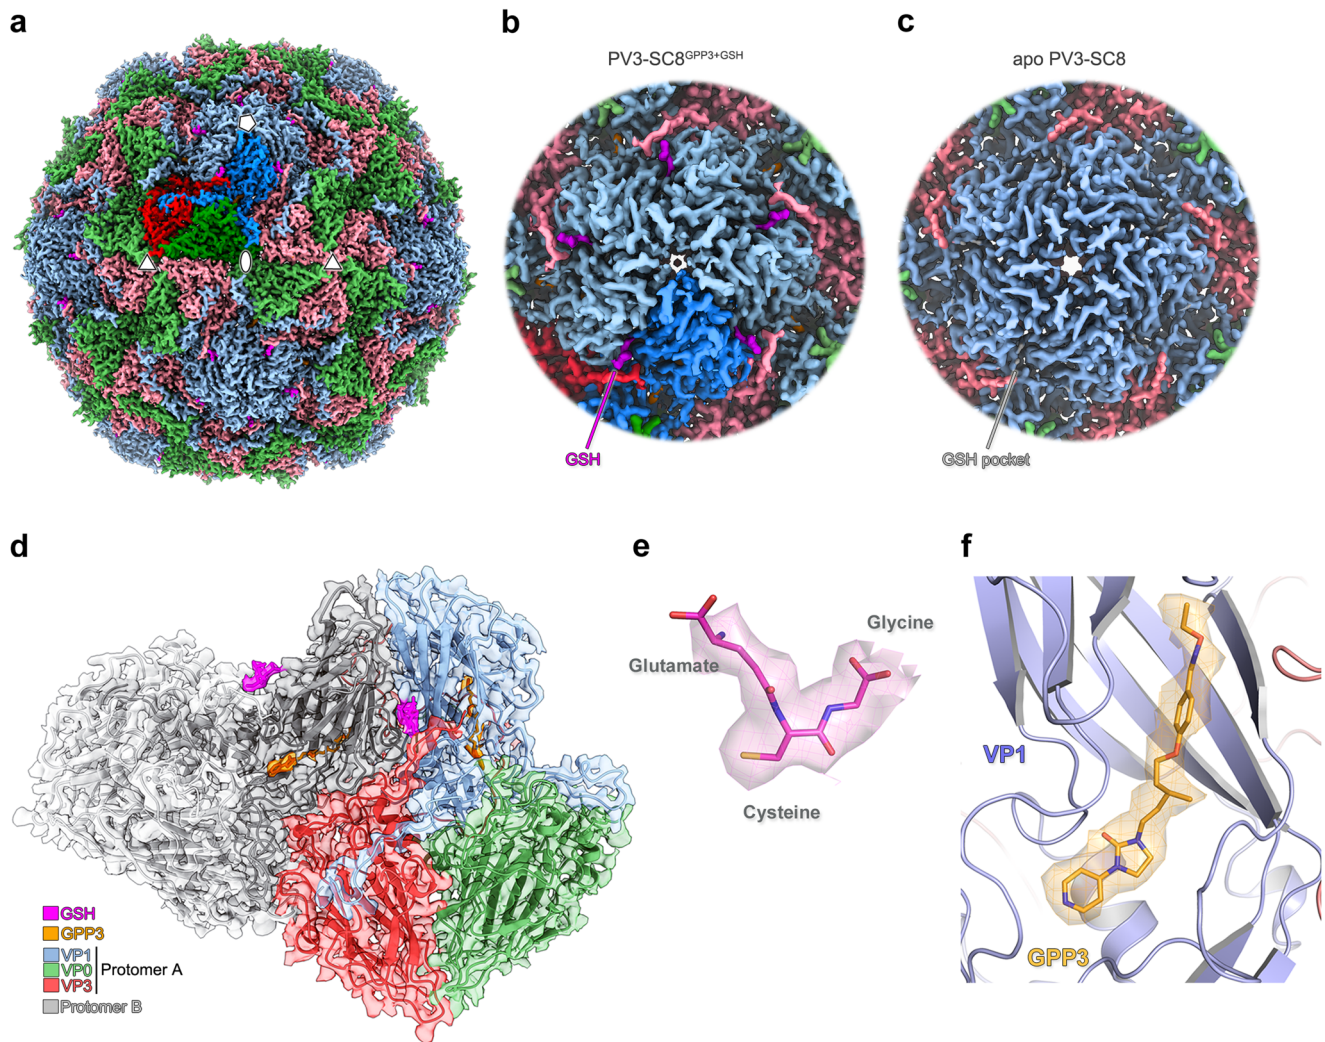 a
b
c
PV3-SC8GPP3+GSH
apo PV3-SC8
GSH
GSH pocket
d
e
f
Glutamate
Glycine
Cysteine
VP1
GPP3
GSH
GPP3
VP1
VP0
VP3
Protomer A
Protomer B